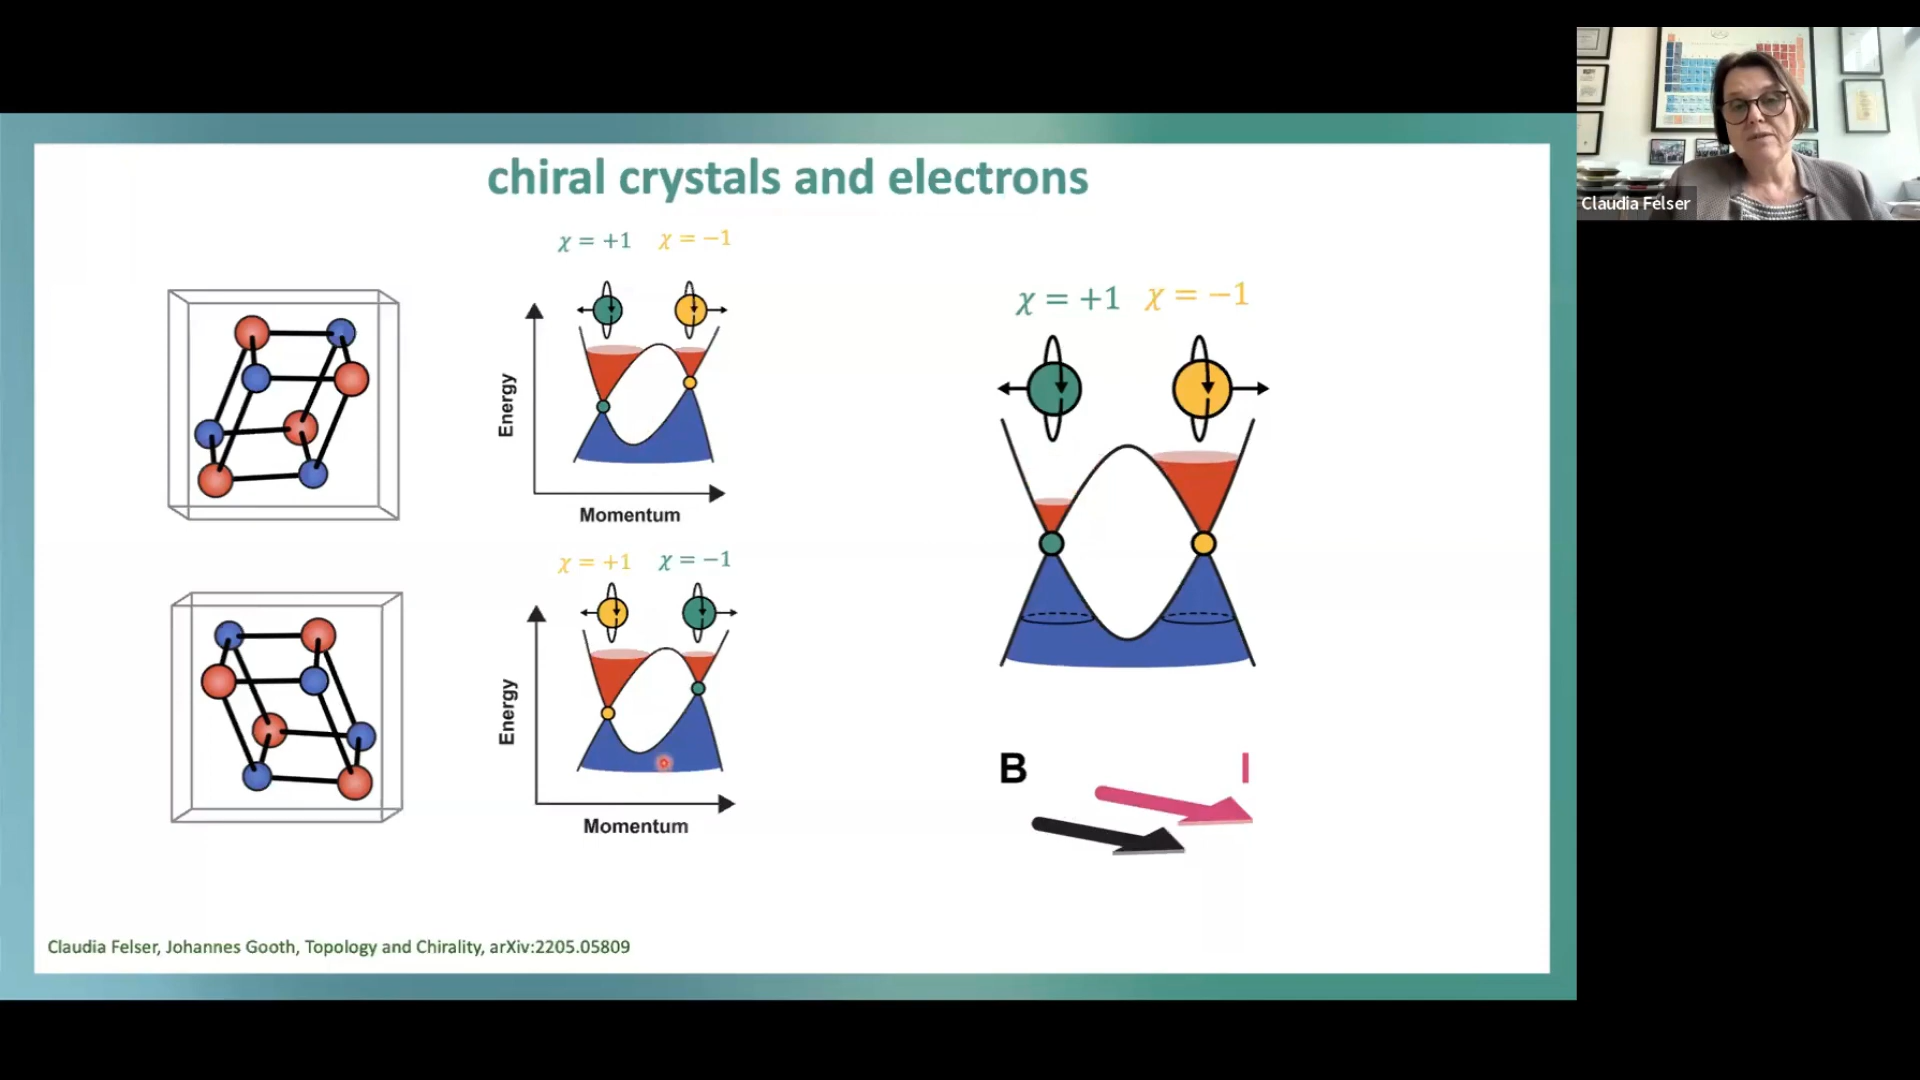 chiral crystals and electrons
χ = +1 χ = −1
Energy
Momentum
χ = +1 χ = −1
Energy
Momentum
χ = +1 χ = −1
B I
Claudia Felser, Johannes Gooth, Topology and Chirality, arXiv:2205.05809
Claudia Felser